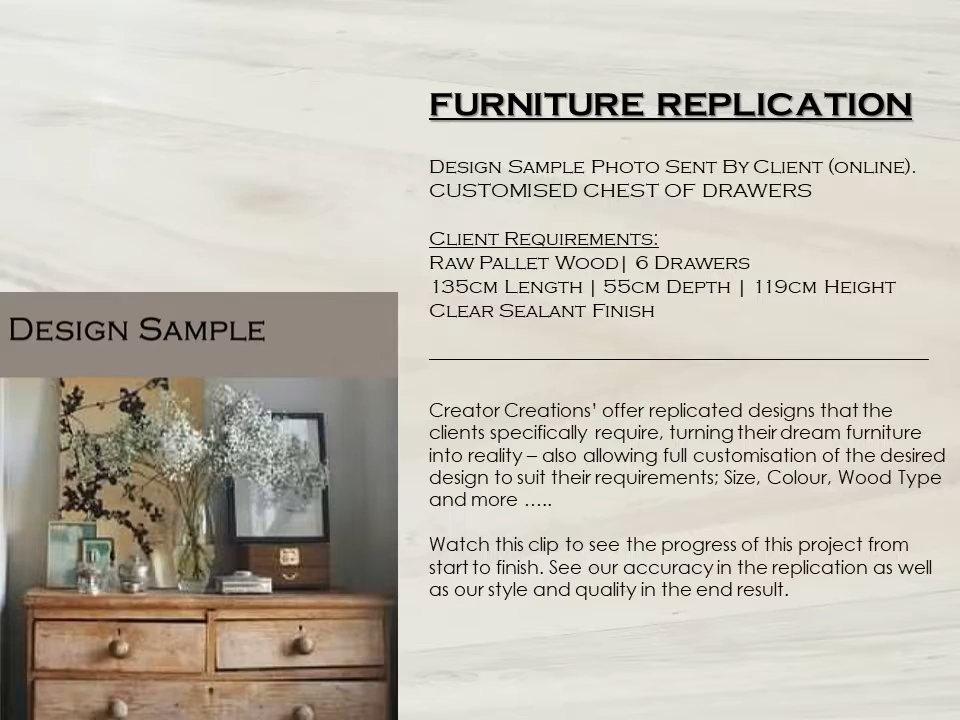 FURNITURE REPLICATION
Design Sample Photo Sent By Client (online).
CUSTOMISED CHEST OF DRAWERS
Client Requirements:
Raw Pallet Wood| 6 Drawers
135cm Length | 55cm Depth | 119cm Height
Clear Sealant Finish
Design Sample
Creator Creations’ offer replicated designs that the
clients specifically require, turning their dream furniture
into reality – also allowing full customisation of the desired
design to suit their requirements; Size, Colour, Wood Type
and more …..
Watch this clip to see the progress of this project from
start to finish. See our accuracy in the replication as well
as our style and quality in the end result.